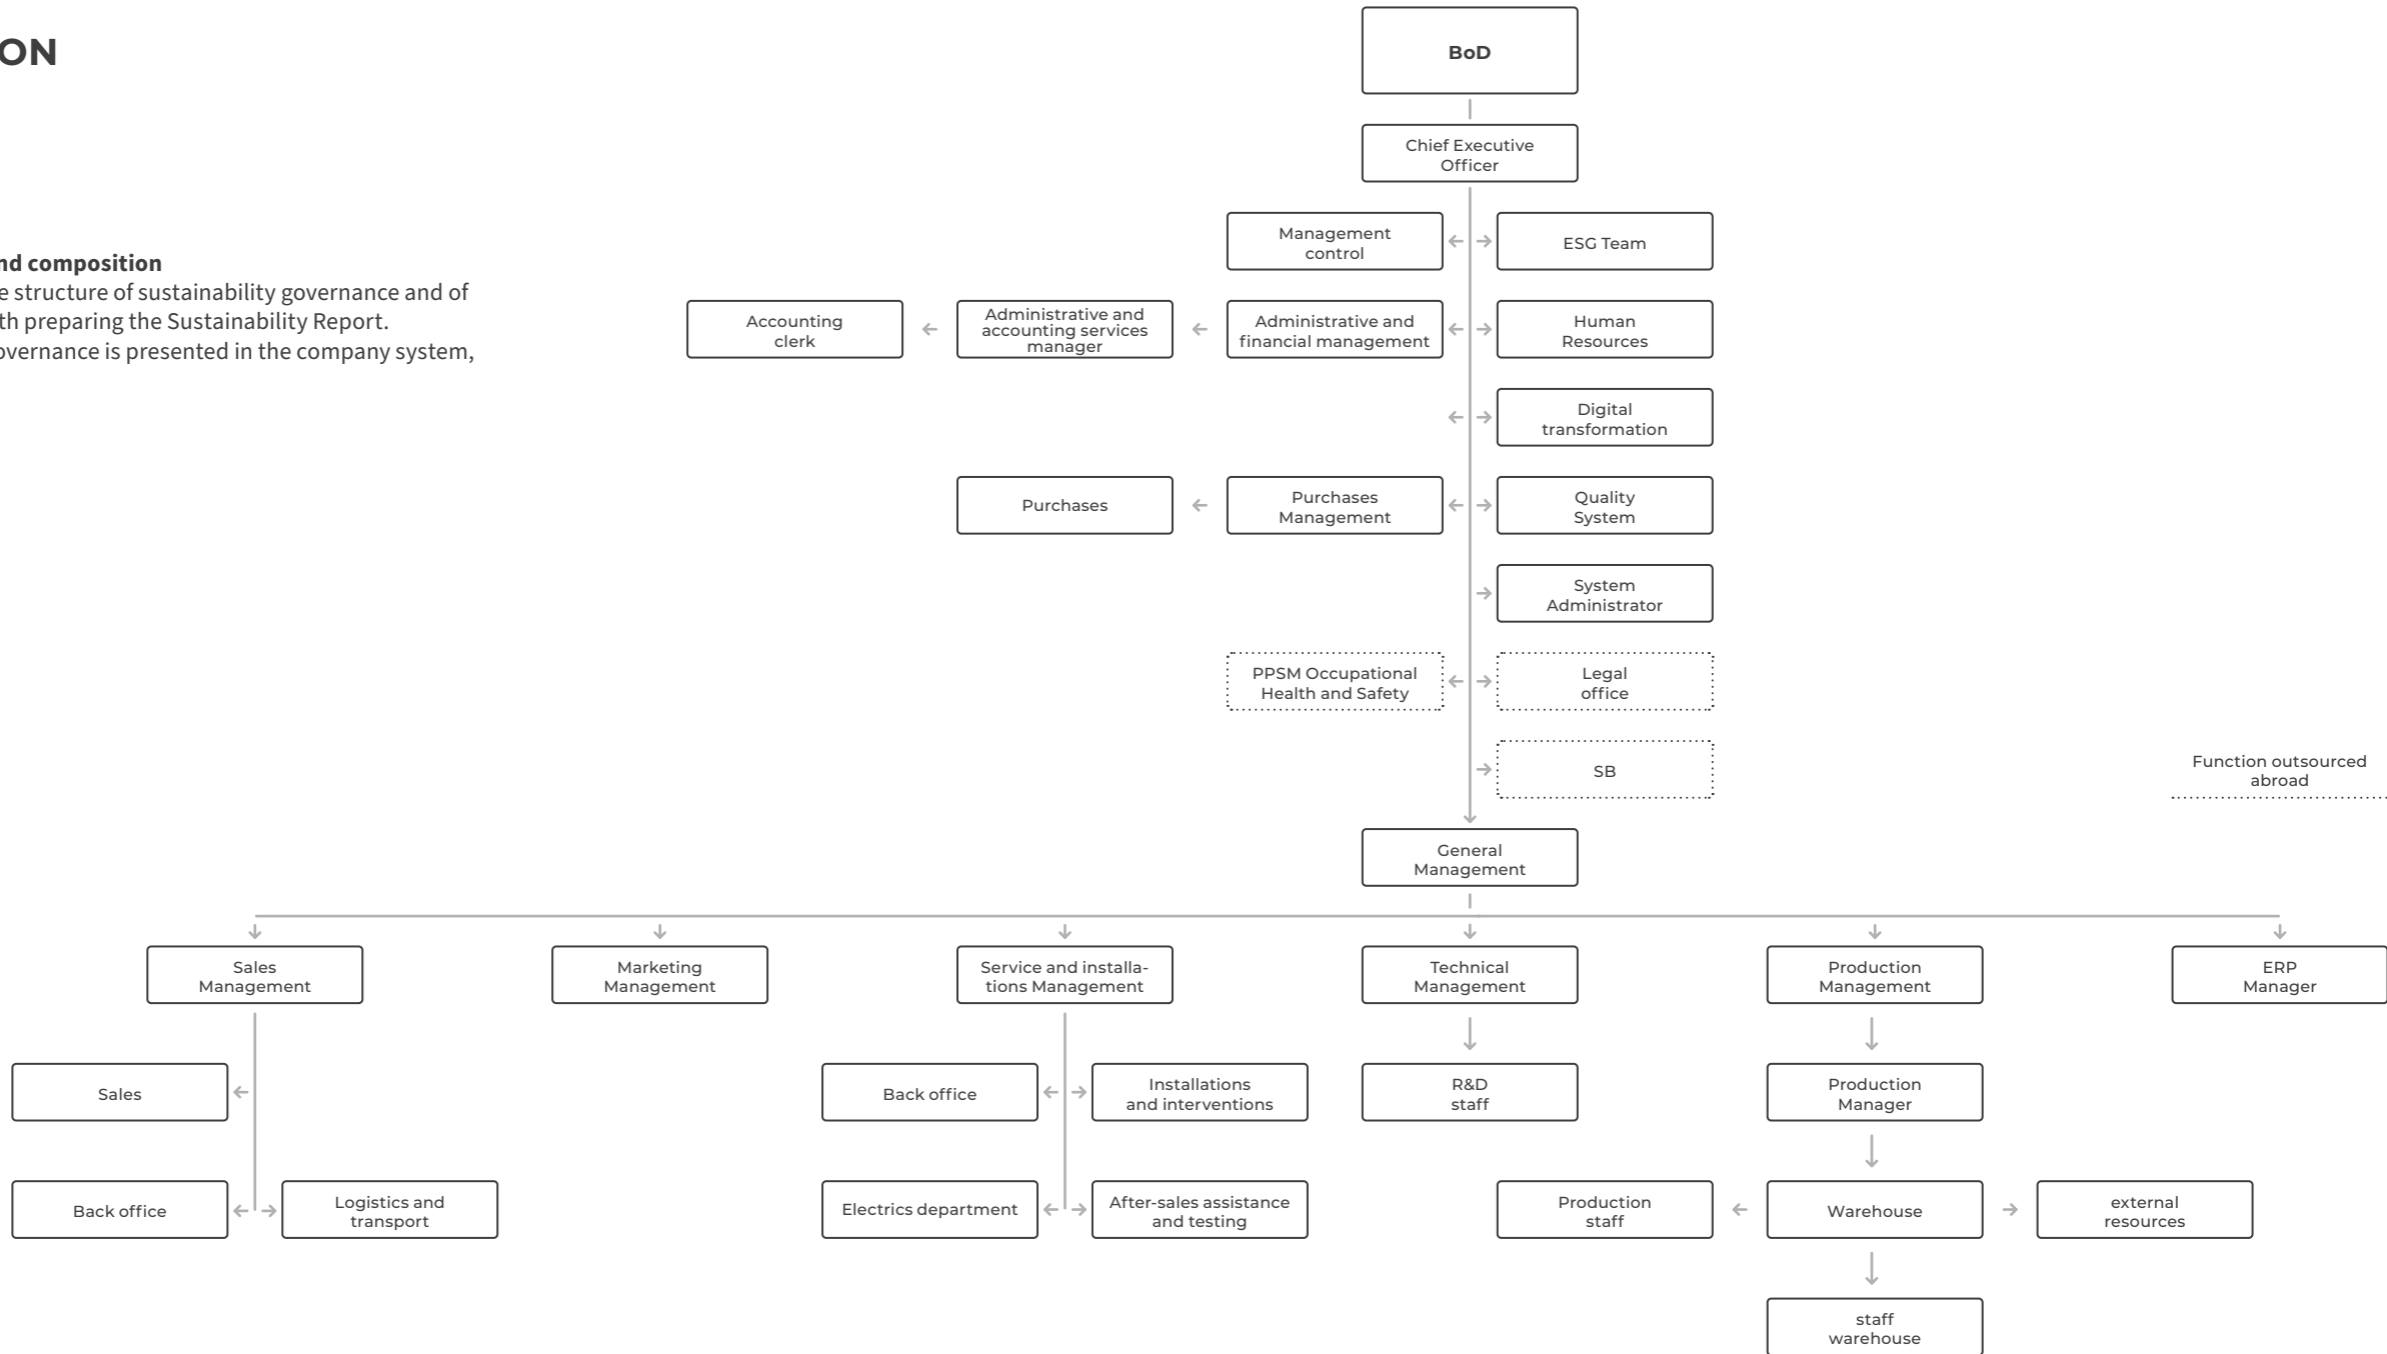 ON
nd composition
e structure of sustainability governance and of
th preparing the Sustainability Report.
overnance is presented in the company system,
BoD
Chief Executive
Officer
Management
control
ESG Team
Accounting
clerk
Administrative and
accounting services
manager
Administrative and
financial management
Human
Resources
Digital
transformation
Purchases
Purchases
Management
Quality
System
System
Administrator
PPSM Occupational
Health and Safety
Legal
office
SB
Function outsourced
abroad
General
Management
Sales
Management
Marketing
Management
Service and installa-
tions Management
Technical
Management
Production
Management
ERP
Manager
Sales
Back office
Installations
and interventions
R&D
staff
Production
Manager
Back office
Logistics and
transport
Electrics department
After-sales assistance
and testing
Production
staff
Warehouse
external
resources
staff
warehouse